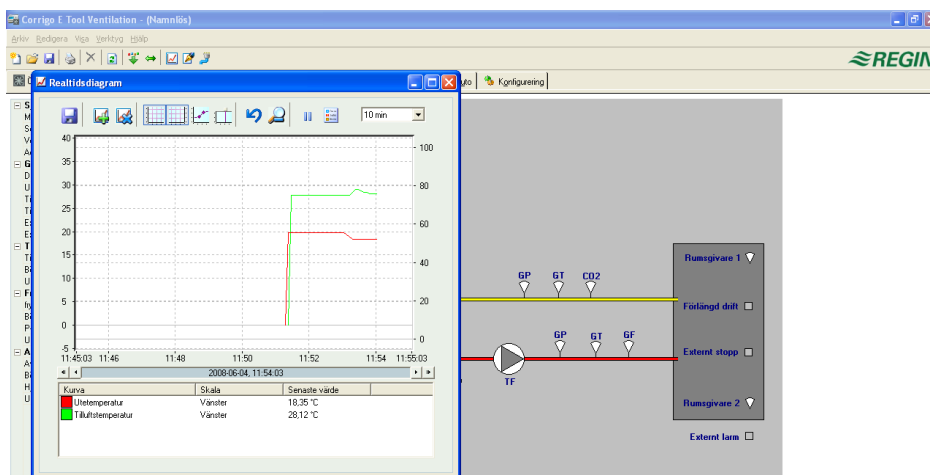 Corrigo E Tool Ventilation - (Namnlös)
Arkiv Redigera Visa Verktyg Hjälp
REGIN
Konfigurering
Realtidsdiagram
10 min
40
35
30
25
20
15
10
5
0
-5
100
80
60
40
20
0
11:45:03 11:46 11:48 11:50 11:52 11:54 11:55:03
2008-06-04, 11:54:03
Kurva Skala Senaste värde
Utetemperatur Vänster 18,35 °C
Tilluftstemperatur Vänster 28,12 °C
GP GT CO2
GP GT GF
TF
Rumsgivare 1
Förlängd drift
Externt stopp
Rumsgivare 2
Externt larm